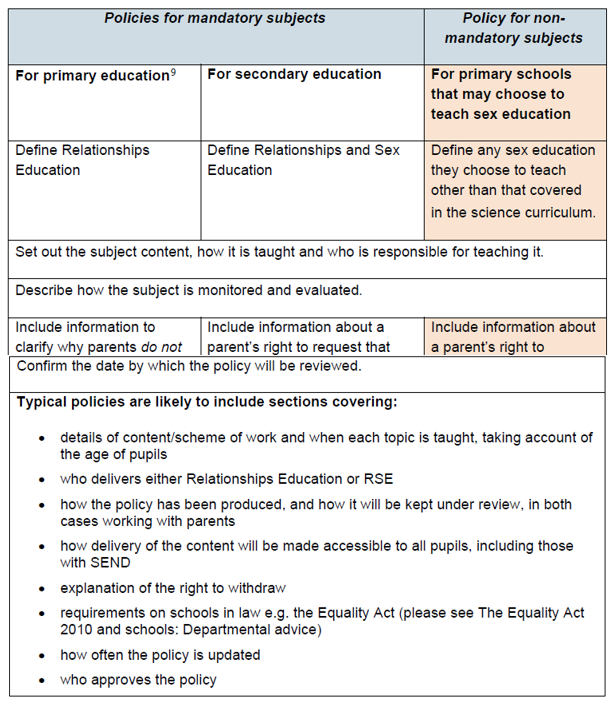 Policies for mandatory subjects
Policy for non-
mandatory subjects
For primary education9
For secondary education
For primary schools
that may choose to
teach sex education
Define Relationships
Education
Define Relationships and Sex
Education
Define any sex education
they choose to teach
other than that covered
in the science curriculum.
Set out the subject content, how it is taught and who is responsible for teaching it.
Describe how the subject is monitored and evaluated.
Include information to
clarify why parents do not
Include information about a
parent's right to request that
Include information about
a parent's right to
Confirm the date by which the policy will be reviewed.
Typical policies are likely to include sections covering:
• details of content/scheme of work and when each topic is taught, taking account of
the age of pupils
• who delivers either Relationships Education or RSE
• how the policy has been produced, and how it will be kept under review, in both
cases working with parents
• how delivery of the content will be made accessible to all pupils, including those
with SEND
• explanation of the right to withdraw
• requirements on schools in law e.g. the Equality Act (please see The Equality Act
2010 and schools: Departmental advice)
• how often the policy is updated
• who approves the policy